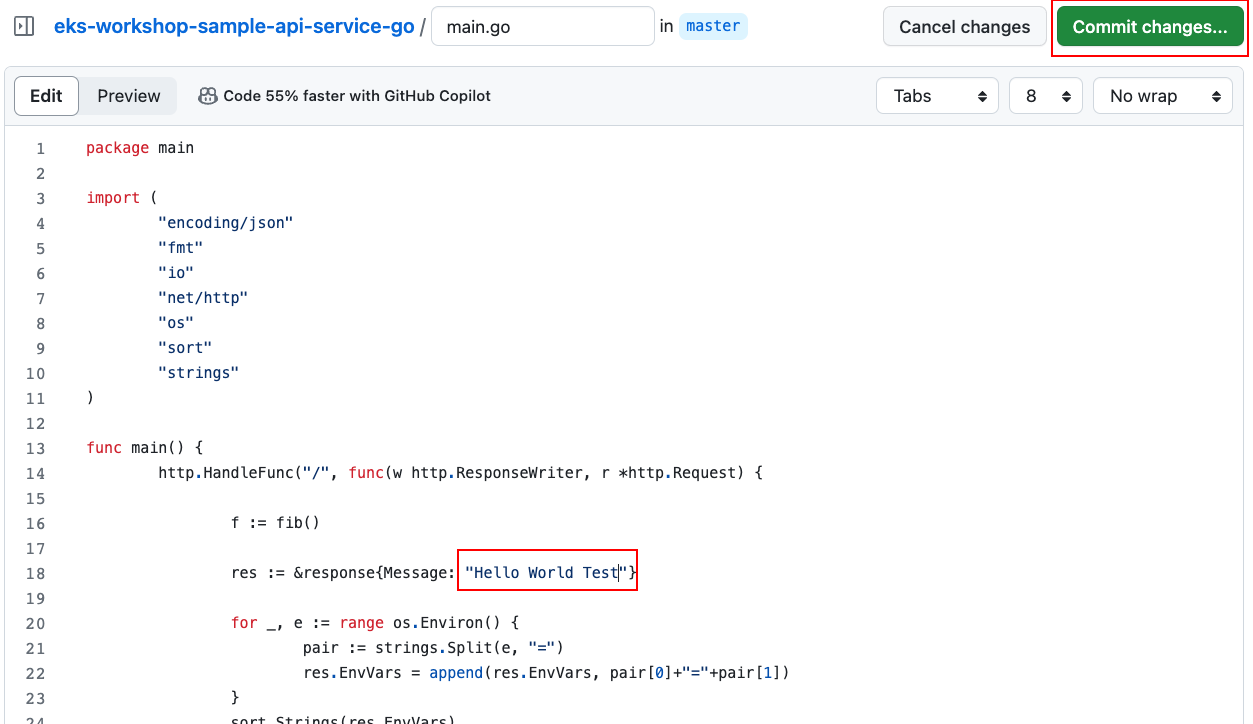 eks-workshop-sample-api-service-go / main.go in master Cancel changes Commit changes...
Edit Preview Code 55% faster with GitHub Copilot Tabs 8 No wrap
1 package main
2
3 import (
4 "encoding/json"
5 "fmt"
6 "io"
7 "net/http"
8 "os"
9 "sort"
10 "strings"
11 )
12
13 func main() {
14 http.HandleFunc("/", func(w http.ResponseWriter, r *http.Request) {
15
16 f := fib()
17
18 res := &response{Message: "Hello World Test"}
19
20 for _, e := range os.Environ() {
21 pair := strings.Split(e, "=")
22 res.EnvVars = append(res.EnvVars, pair[0]+"="+pair[1])
23 }
24 sort.Strings(res.EnvVars)